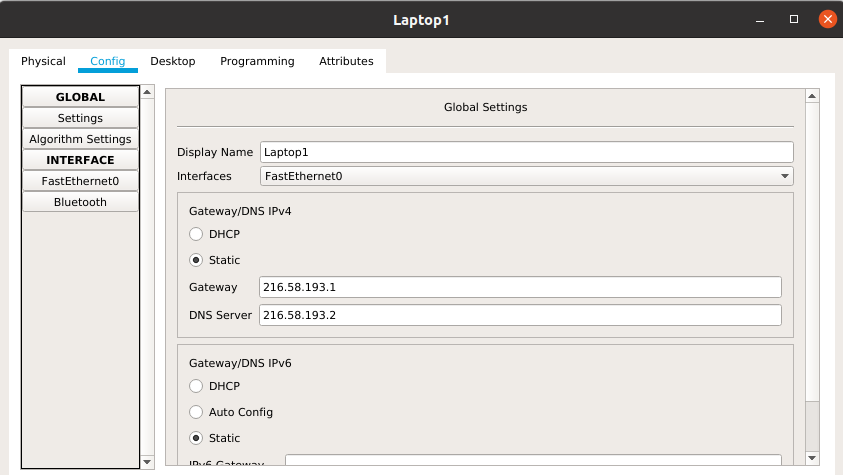 Laptop1
Physical Config Desktop Programming Attributes
GLOBAL
Settings
Algorithm Settings
INTERFACE
FastEthernet0
Bluetooth
Global Settings
Display Name Laptop1
Interfaces FastEthernet0
Gateway/DNS IPv4
DHCP
Static
Gateway 216.58.193.1
DNS Server 216.58.193.2
Gateway/DNS IPv6
DHCP
Auto Config
Static
IPv6 Gateway